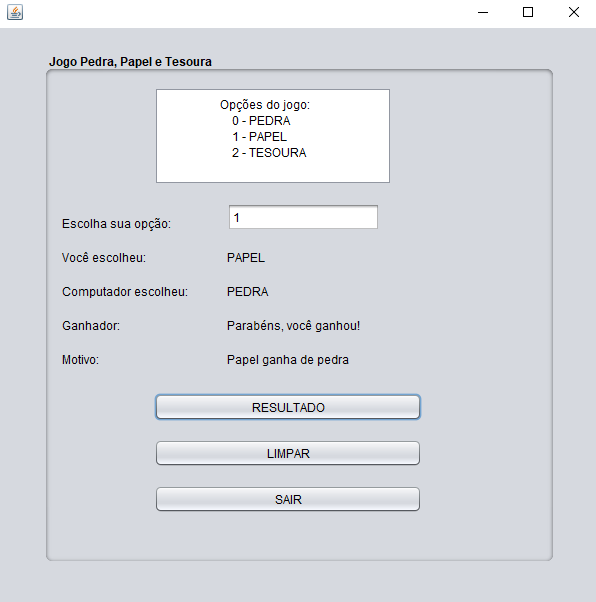 Jogo Pedra, Papel e Tesoura
Opções do jogo:
0 - PEDRA
1 - PAPEL
2 - TESOURA
Escolha sua opção: 1
Você escolheu: PAPEL
Computador escolheu: PEDRA
Ganhador: Parabéns, você ganhou!
Motivo: Papel ganha de pedra
RESULTADO
LIMPAR
SAIR